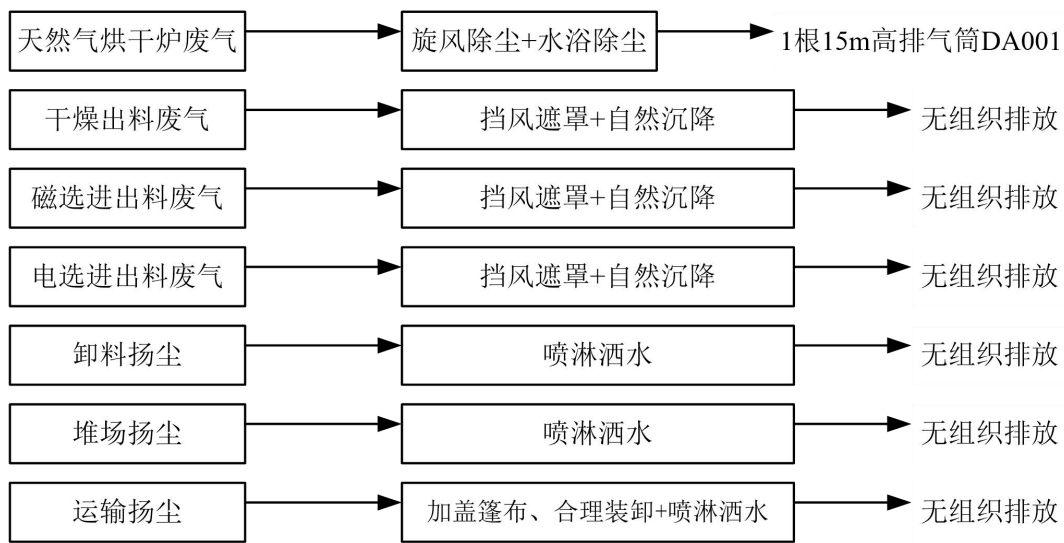 天然气烘干炉废气 旋风除尘+水浴除尘 1根15m高排气筒DA001
干燥出料废气 挡风遮罩+自然沉降 无组织排放
磁选进出料废气 挡风遮罩+自然沉降 无组织排放
电选进出料废气 挡风遮罩+自然沉降 无组织排放
卸料扬尘 喷淋洒水 无组织排放
堆场扬尘 喷淋洒水 无组织排放
运输扬尘 加盖篷布、合理装卸+喷淋洒水 无组织排放